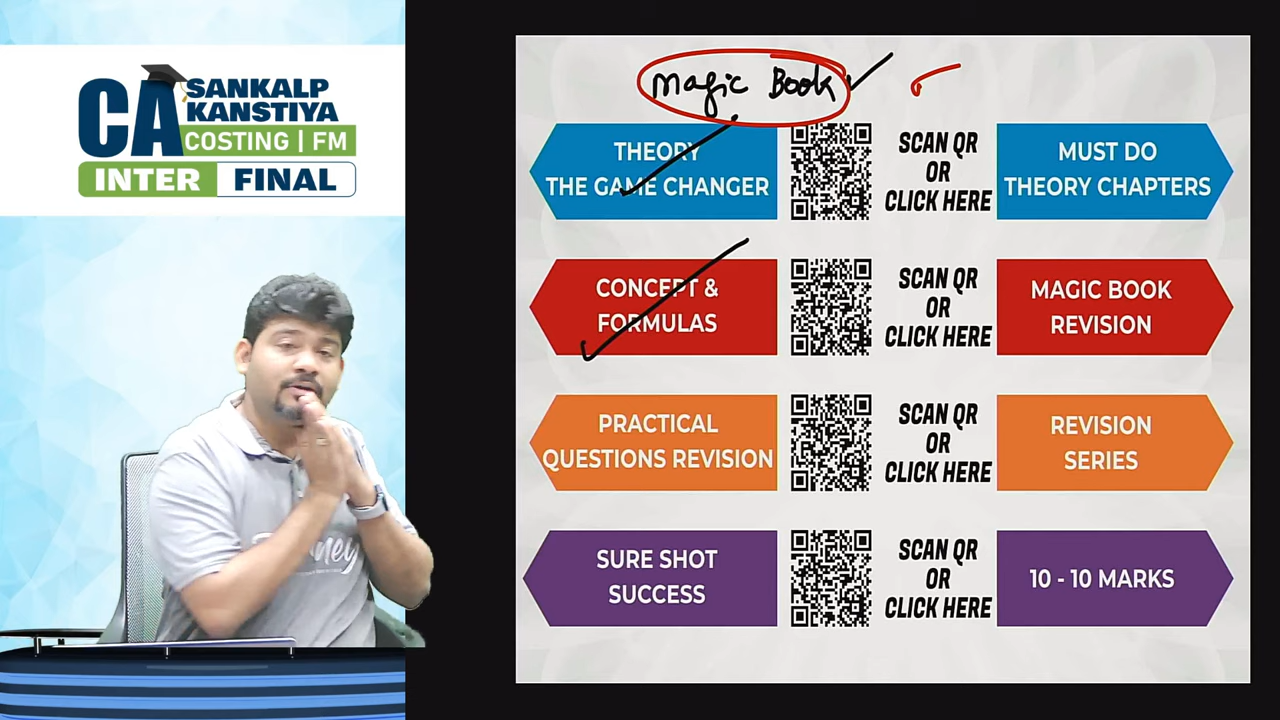 CA SANKALP
KANSTIYA
COSTING | FM
INTER FINAL
Magic Book
THEORY
THE GAME CHANGER
SCAN QR
OR
CLICK HERE
MUST DO
THEORY CHAPTERS
CONCEPT &
FORMULAS
SCAN QR
OR
CLICK HERE
MAGIC BOOK
REVISION
PRACTICAL
QUESTIONS REVISION
SCAN QR
OR
CLICK HERE
REVISION
SERIES
SURE SHOT
SUCCESS
SCAN QR
OR
CLICK HERE
10 - 10 MARKS